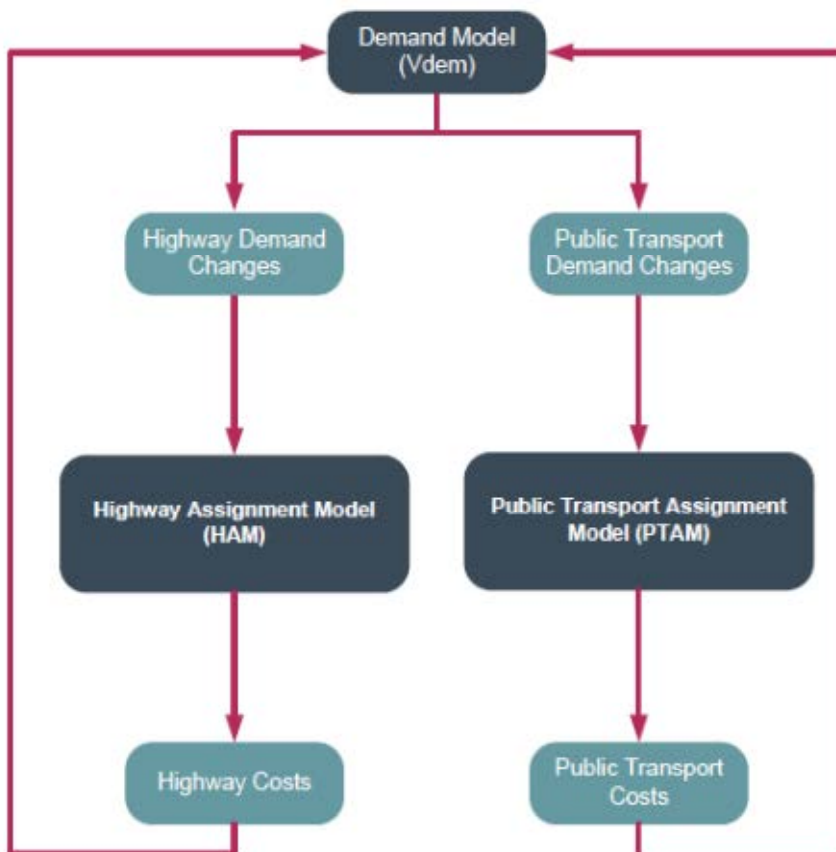 Demand Model
(Vdem)
Highway Demand
Changes
Public Transport
Demand Changes
Highway Assignment Model
(HAM)
Public Transport Assignment
Model (PTAM)
Highway Costs
Public Transport
Costs